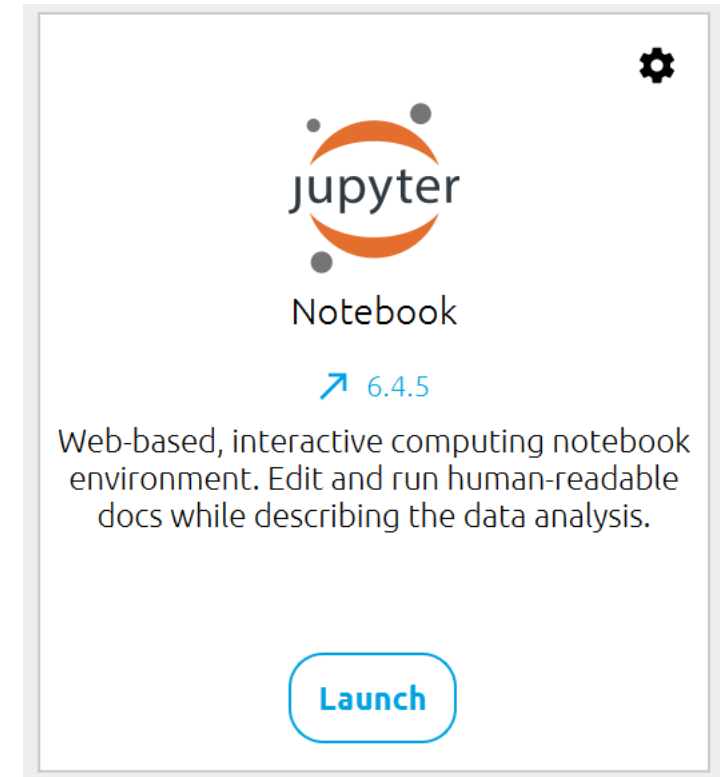 jupyter
Notebook
6.4.5
Web-based, interactive computing notebook
environment. Edit and run human-readable
docs while describing the data analysis.
Launch